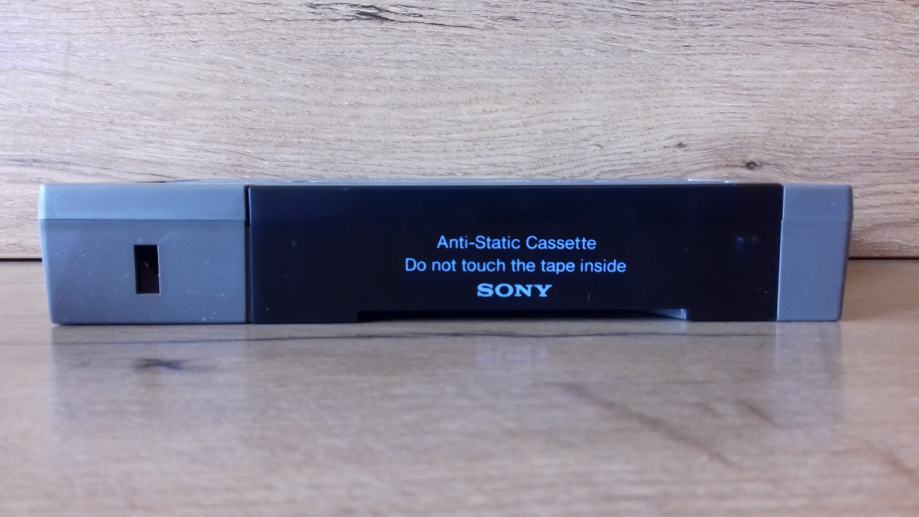 Anti-Static Cassette
Do not touch the tape inside
SONY